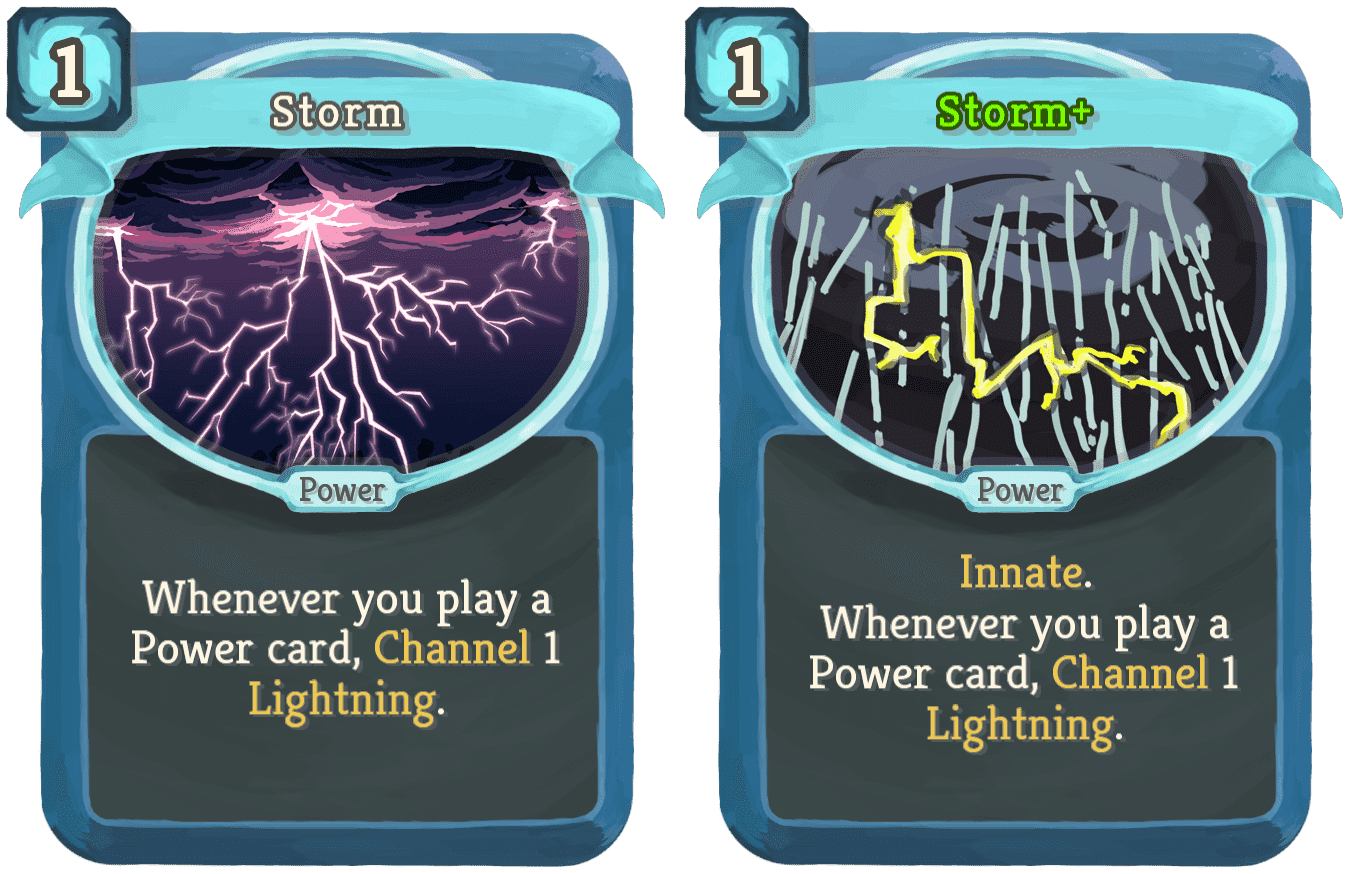 1
Storm
Power
Whenever you play a
Power card, Channel 1
Lightning.
1
Storm+
Power
Innate.
Whenever you play a
Power card, Channel 1
Lightning.